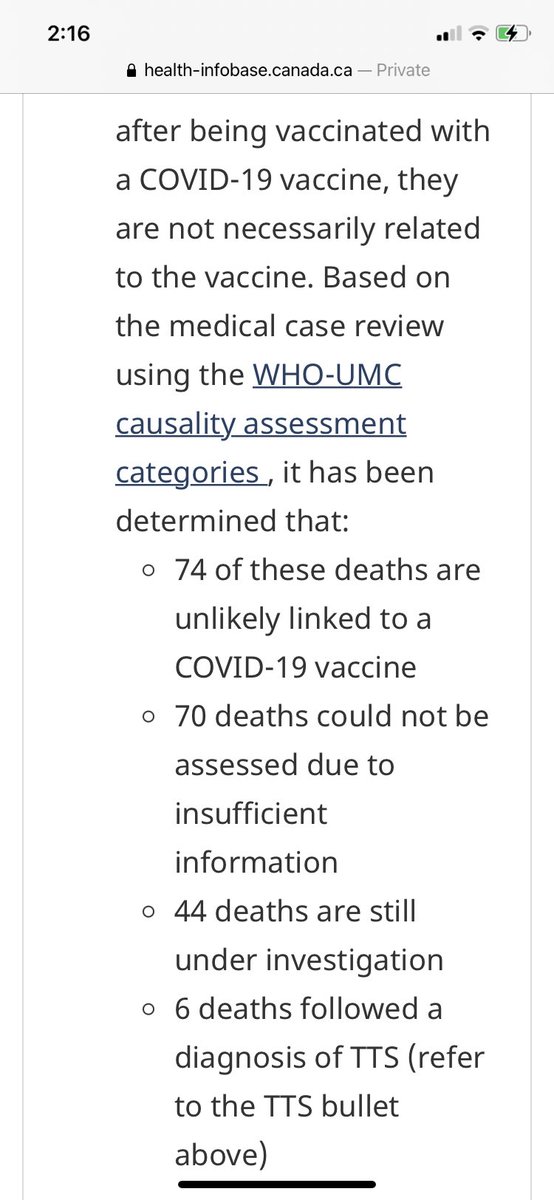 2:16
health-infobase.canada.ca — Private
after being vaccinated with
a COVID-19 vaccine, they
are not necessarily related
to the vaccine. Based on
the medical case review
using the WHO-UMC
causality assessment
categories , it has been
determined that:
74 of these deaths are
unlikely linked to a
COVID-19 vaccine
70 deaths could not be
assessed due to
insufficient
information
44 deaths are still
under investigation
6 deaths followed a
diagnosis of TTS (refer
to the TTS bullet
above)